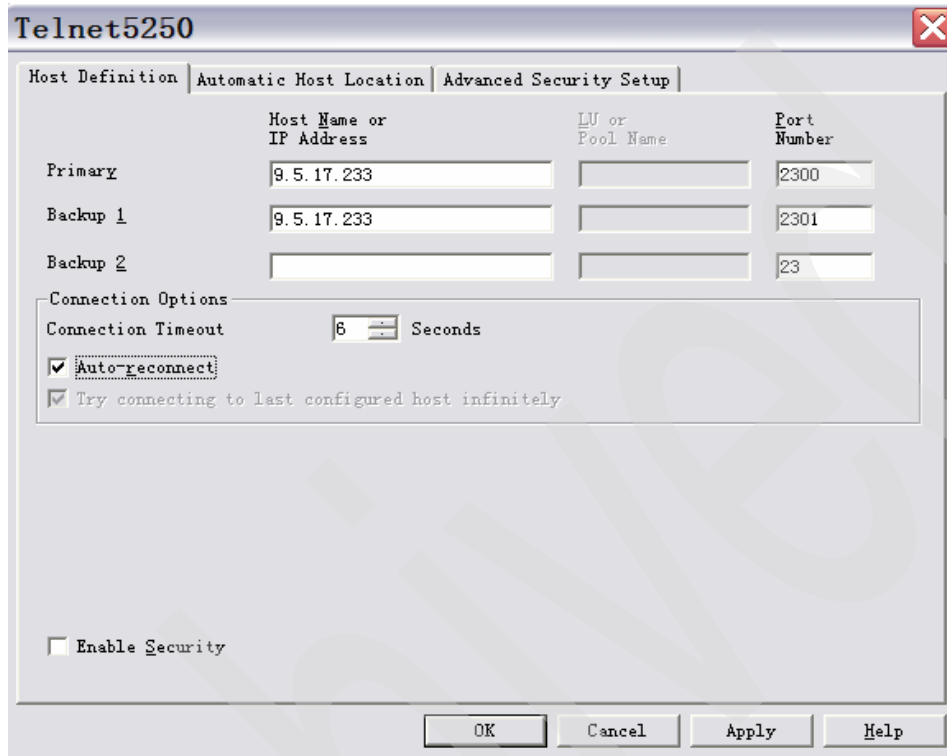 Telnet5250
Host Definition Automatic Host Location Advanced Security Setup
Host Name or LU or Port
IP Address Pool Name Number
Primary 9.5.17.233 2300
Backup 1 9.5.17.233 2301
Backup 2 23
Connection Options
Connection Timeout 6 Seconds
Auto-reconnect
Try connecting to last configured host infinitely
Enable Security
OK Cancel Apply Help